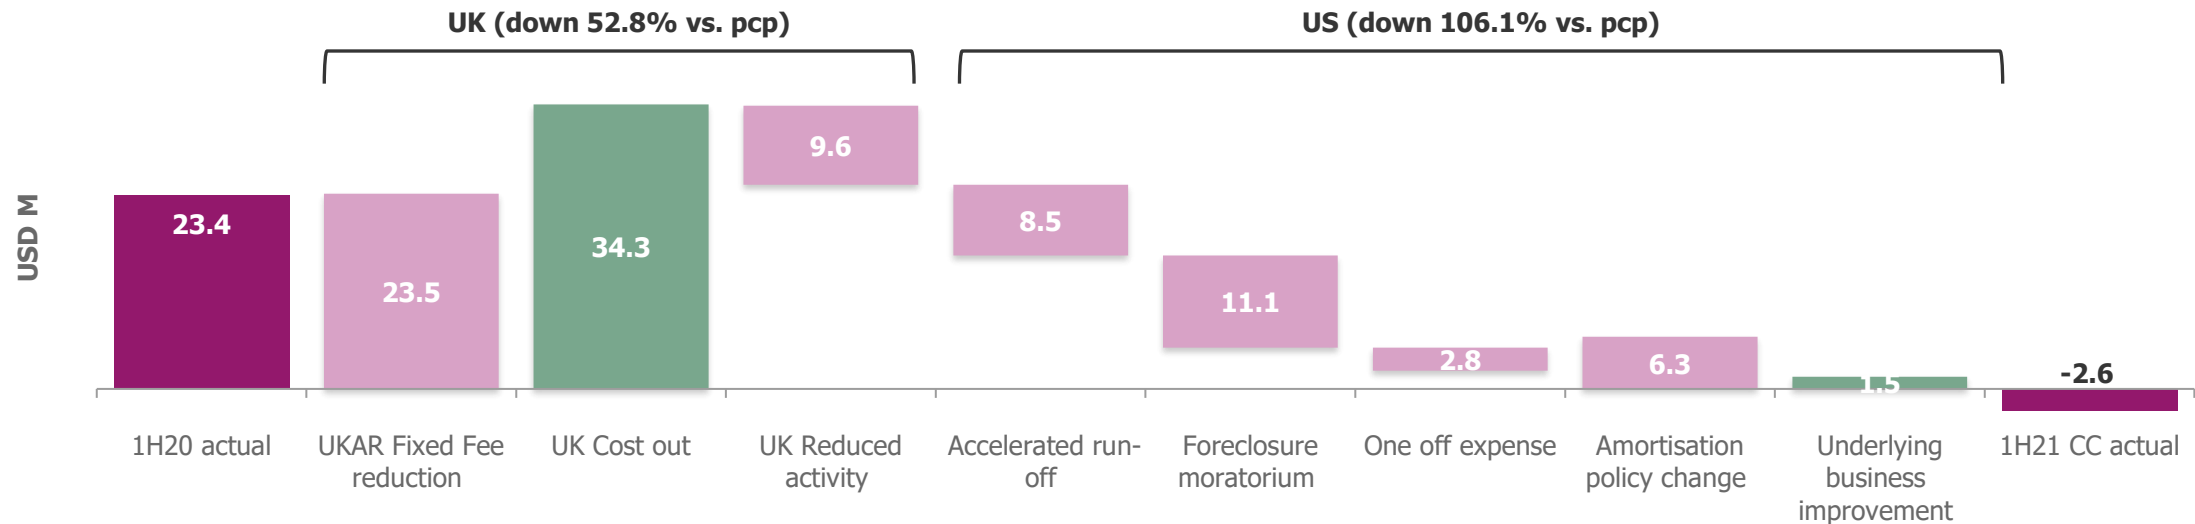 UK (down 52.8% vs. pcp)
US (down 106.1% vs. pcp)
USD M
23.4
23.5
34.3
9.6
8.5
11.1
2.8
6.3
1.5
-2.6
1H20 actual
UKAR Fixed Fee
reduction
UK Cost out
UK Reduced
activity
Accelerated run-
off
Foreclosure
moratorium
One off expense
Amortisation
policy change
Underlying
business
improvement
1H21 CC actual